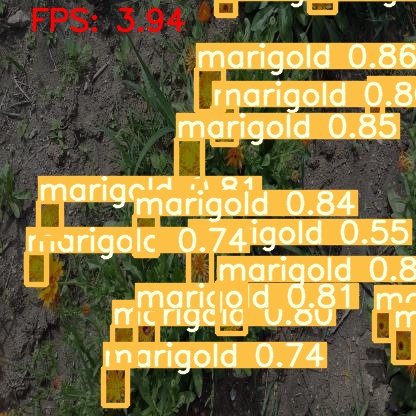 FPS: 3.94
marigold 0.86
marigold 0.8
marigold 0.85
marigold 0.81
marigold 0.84
marigold 0.74
igold 0.55
marigold 0.8
marigold 0.81
marigold 0.80
marigold 0.74